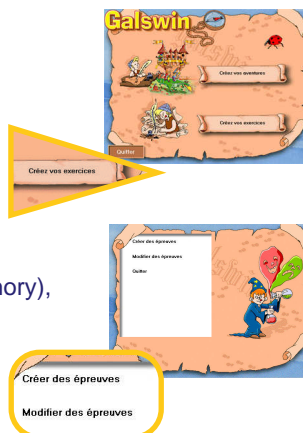 Galswin
Créez vos aventures
Créez vos exercices
Quitter
Créez vos exercices
Créer des épreuves
Modifier des épreuves
Quitter
ory),
Créer des épreuves
Modifier des épreuves